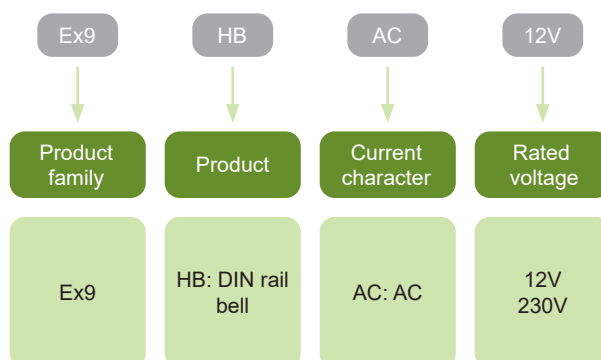 Ex9
HB
AC
12V
Product
family
Product
Current
character
Rated
voltage
Ex9
HB: DIN rail
bell
AC: AC
12V
230V